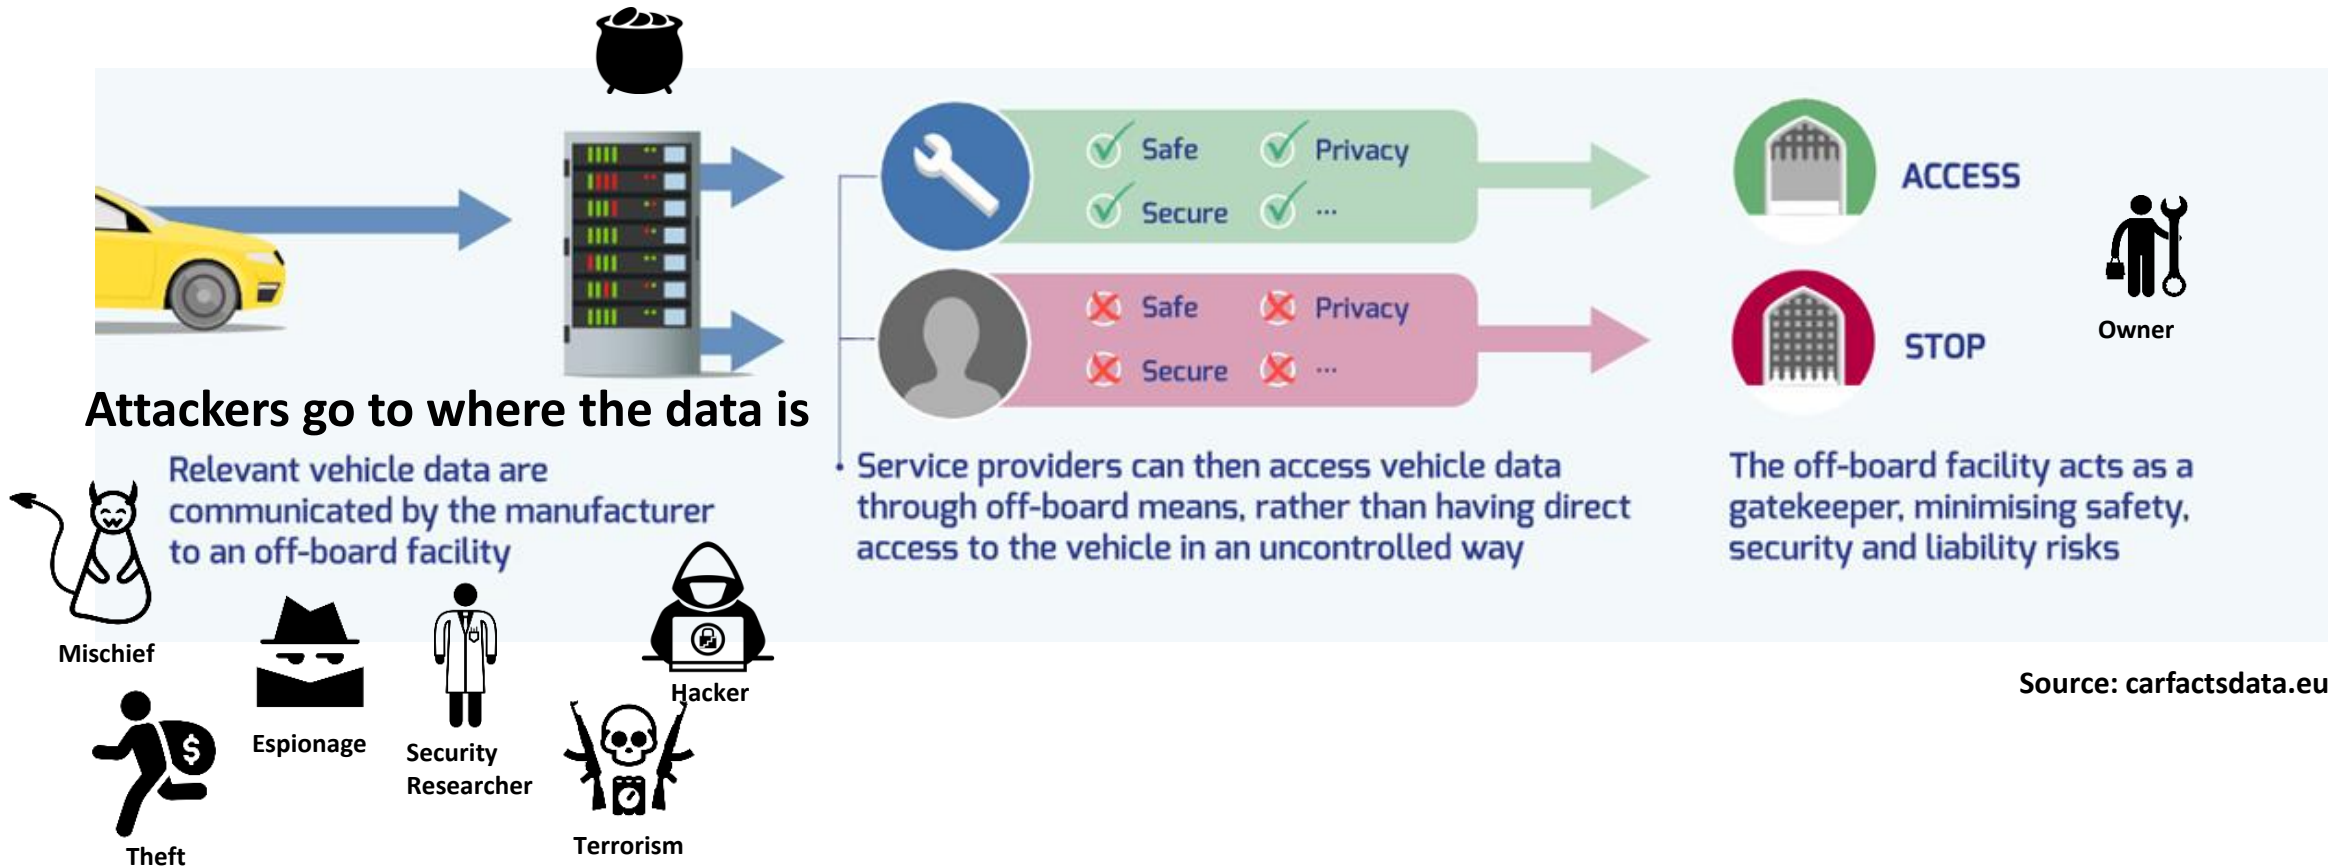 Safe
Privacy
Secure
...
ACCESS
Safe
Privacy
Secure
...
STOP
Owner
Attackers go to where the data is
Relevant vehicle data are
communicated by the manufacturer
to an off-board facility
Service providers can then access vehicle data
through off-board means, rather than having direct
access to the vehicle in an uncontrolled way
The off-board facility acts as a
gatekeeper, minimising safety,
security and liability risks
Mischief
Theft
$
Espionage
Security
Researcher
Hacker
Terrorism
Source: carfactsdata.eu